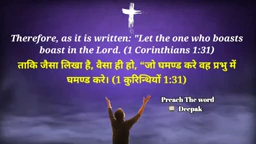 Therefore, as it is written: "Let the one who boasts
boast in the Lord. (1 Corinthians 1:31)
ताकि जैसा लिखा है, वैसा ही हो, “जो घमण्ड करे वह प्रभु में
घमण्ड करे। (1 कुरिन्थियों 1:31)
Preach The word
Deepak